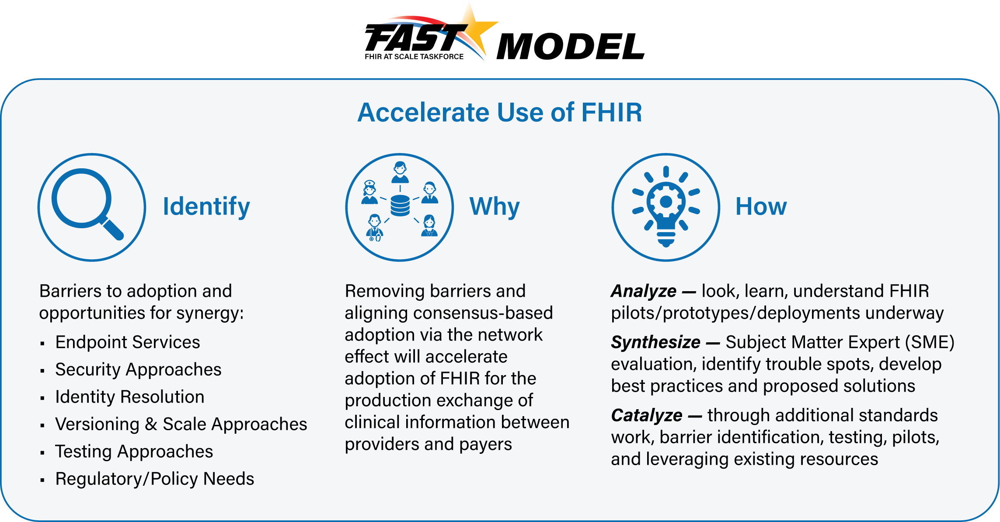 FAST
FHIR AT SCALE TASKFORCE
MODEL
Accelerate Use of FHIR
Identify
Barriers to adoption and
opportunities for synergy:
▪ Endpoint Services
▪ Security Approaches
▪ Identity Resolution
▪ Versioning & Scale Approaches
▪ Testing Approaches
▪ Regulatory/Policy Needs
Why
Removing barriers and
aligning consensus-based
adoption via the network
effect will accelerate
adoption of FHIR for the
production exchange of
clinical information between
providers and payers
How
Analyze — look, learn, understand FHIR
pilots/prototypes/deployments underway
Synthesize — Subject Matter Expert (SME)
evaluation, identify trouble spots, develop
best practices and proposed solutions
Catalyze — through additional standards
work, barrier identification, testing, pilots,
and leveraging existing resources